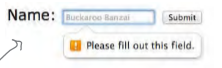 Name: Buckaroo Banzai Submit
Please fill out this field.